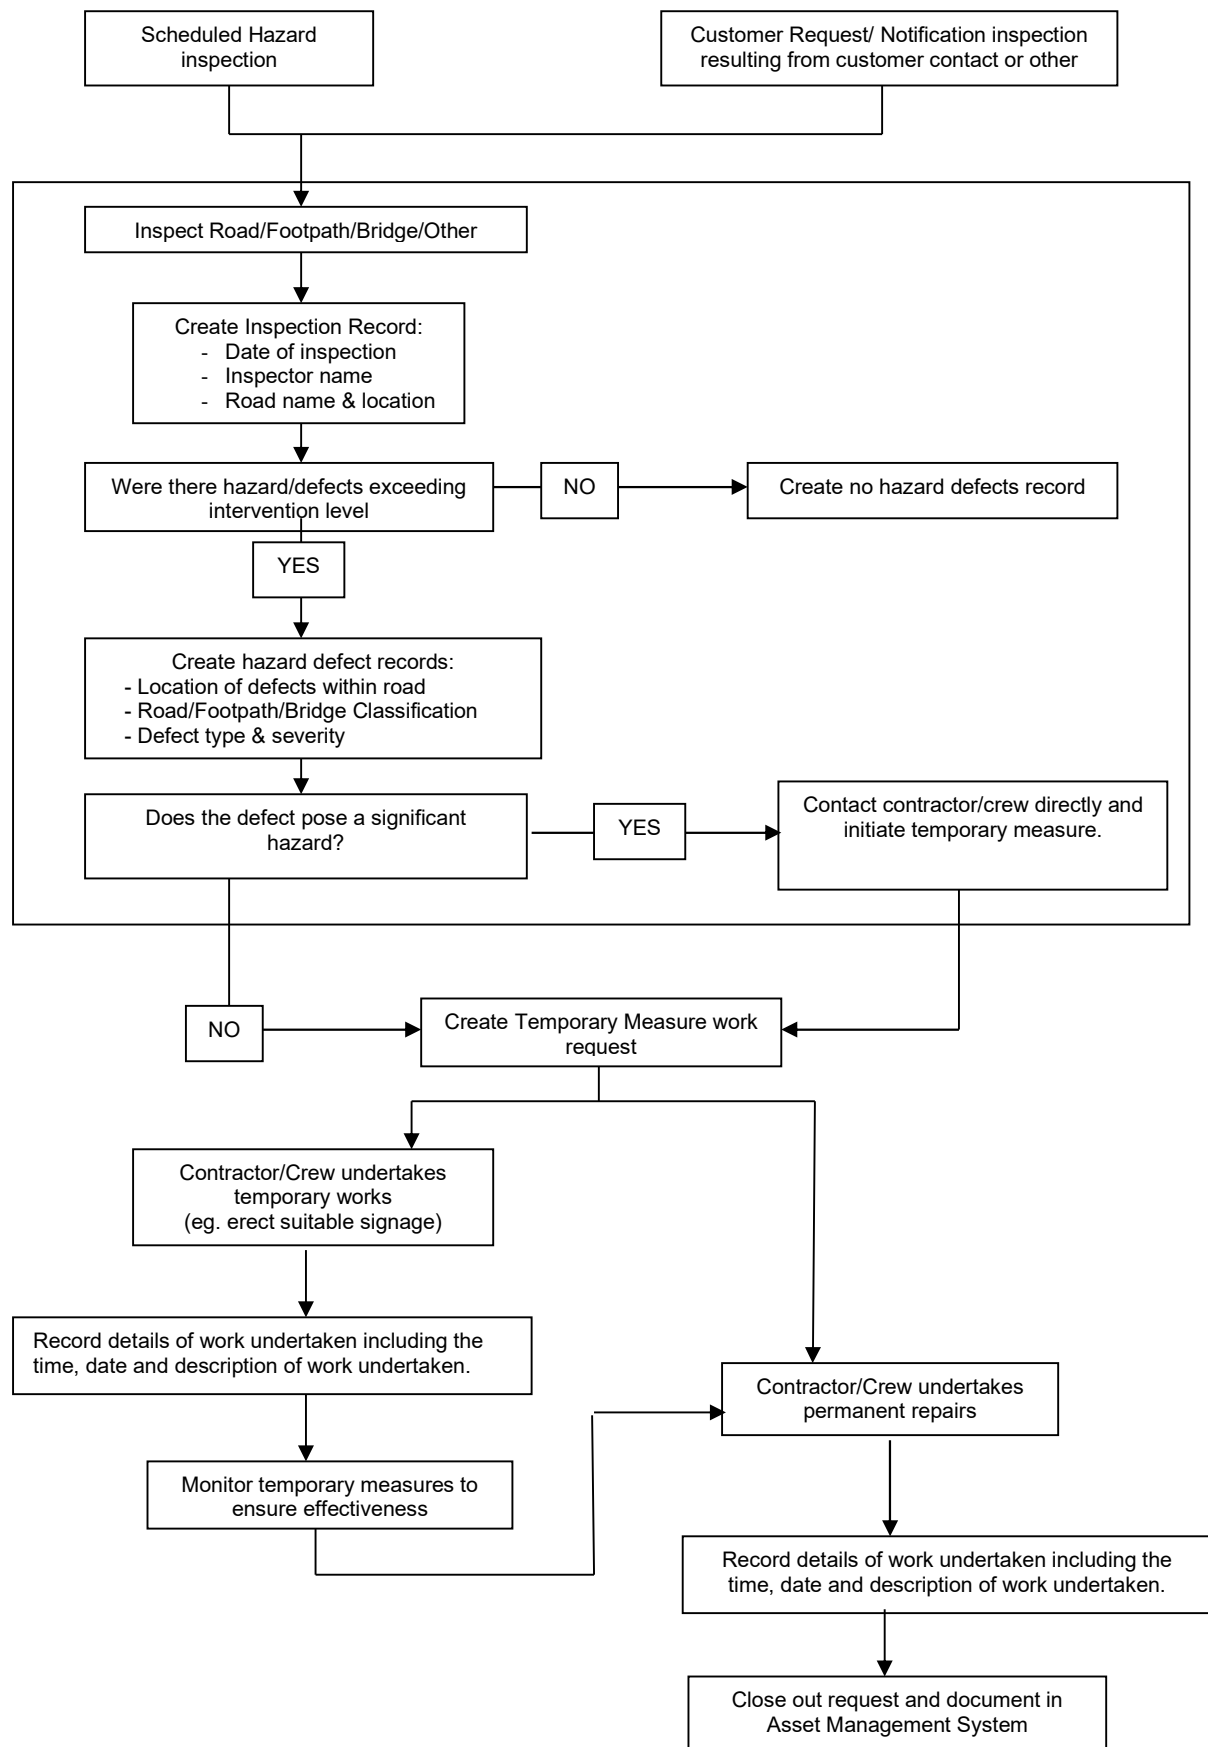 Scheduled Hazard
inspection
Customer Request/ Notification inspection
resulting from customer contact or other
Inspect Road/Footpath/Bridge/Other
Create Inspection Record:
- Date of inspection
- Inspector name
- Road name & location
Were there hazard/defects exceeding
intervention level
NO
Create no hazard defects record
YES
Create hazard defect records:
- Location of defects within road
- Road/Footpath/Bridge Classification
- Defect type & severity
Does the defect pose a significant
hazard?
YES
Contact contractor/crew directly and
initiate temporary measure.
NO
Create Temporary Measure work
request
Contractor/Crew undertakes
temporary works
(eg. erect suitable signage)
Record details of work undertaken including the
time, date and description of work undertaken.
Contractor/Crew undertakes
permanent repairs
Monitor temporary measures to
ensure effectiveness
Record details of work undertaken including the
time, date and description of work undertaken.
Close out request and document in
Asset Management System